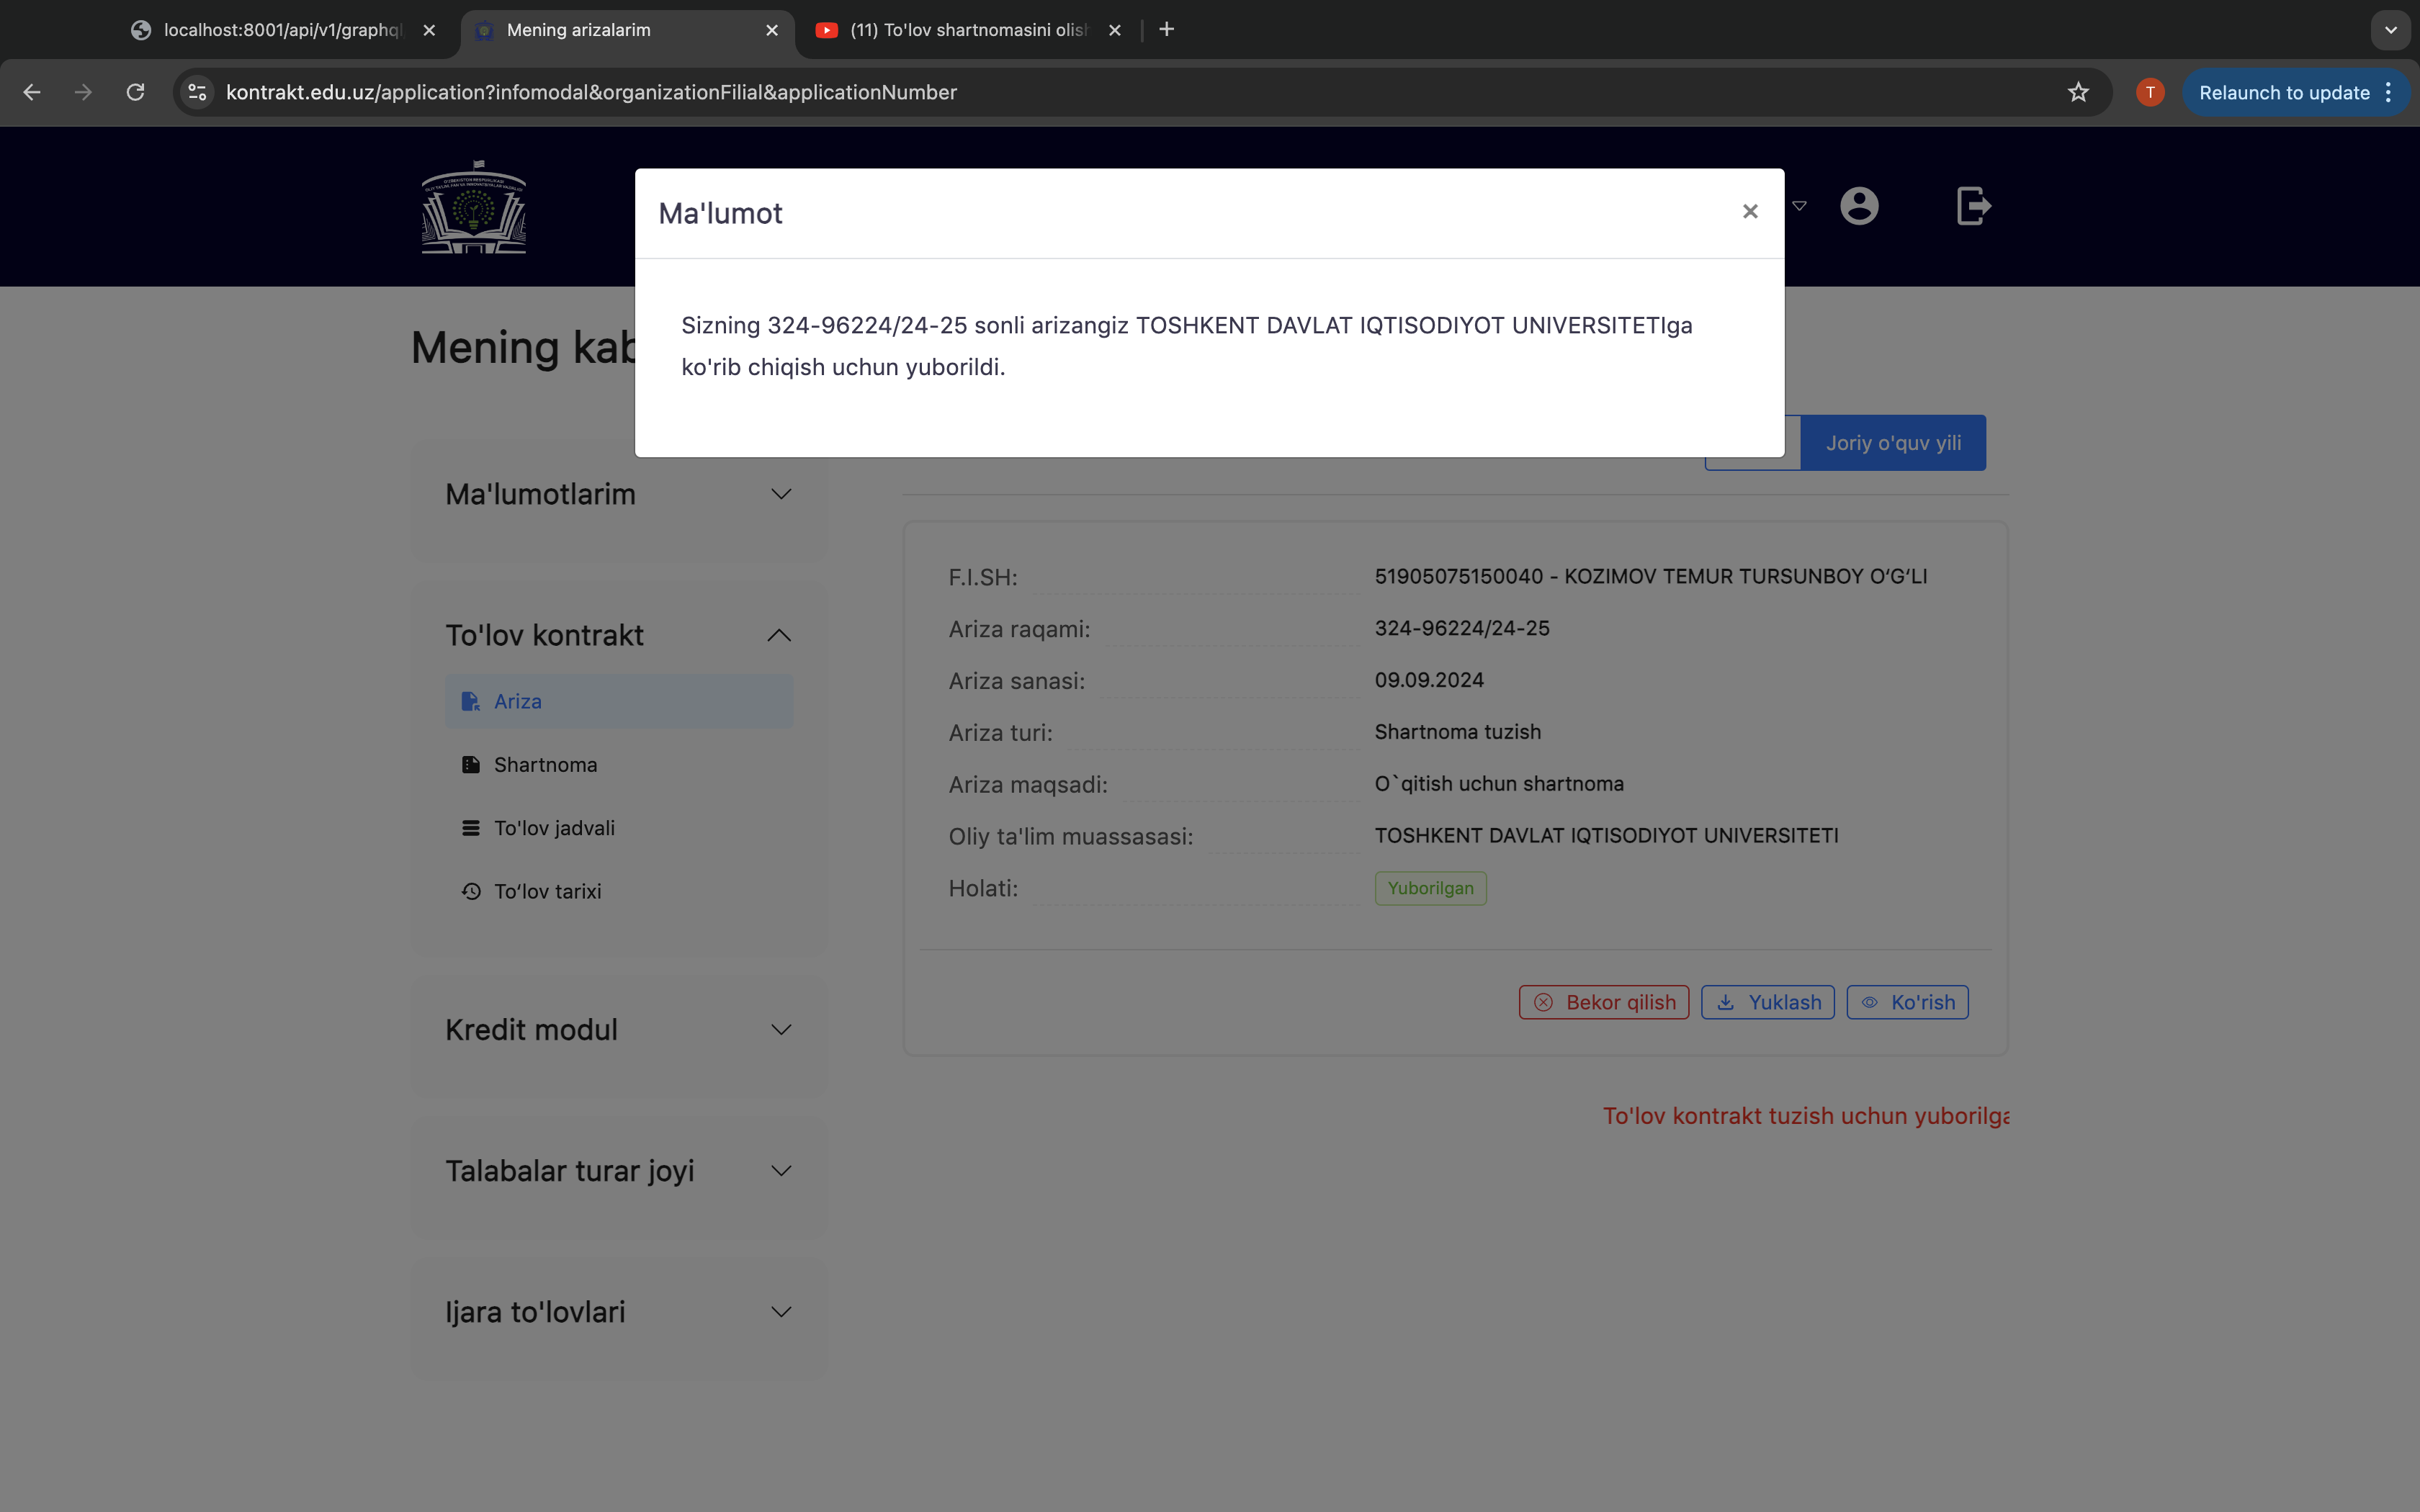 localhost:8001/api/v1/graphql
Mening arizalarim
(11) To'lov shartnomasini olish
kontrakt.edu.uz/application?infomodal&organizationFilial&applicationNumber
T
Relaunch to update
Ma'lumot
Sizning 324-96224/24-25 sonli arizangiz TOSHKENT DAVLAT IQTISODIYOT UNIVERSITETIga
ko'rib chiqish uchun yuborildi.
Mening kab
Joriy o'quv yili
Ma'lumotlarim
To'lov kontrakt
Ariza
Shartnoma
To'lov jadvali
To‘lov tarixi
Kredit modul
Talabalar turar joyi
Ijara to'lovlari
F.I.SH: 51905075150040 - KOZIMOV TEMUR TURSUNBOY O‘G‘LI
Ariza raqami: 324-96224/24-25
Ariza sanasi: 09.09.2024
Ariza turi: Shartnoma tuzish
Ariza maqsadi: O`qitish uchun shartnoma
Oliy ta'lim muassasasi: TOSHKENT DAVLAT IQTISODIYOT UNIVERSITETI
Holati: Yuborilgan
Bekor qilish Yuklash Ko'rish
To'lov kontrakt tuzish uchun yuborilga